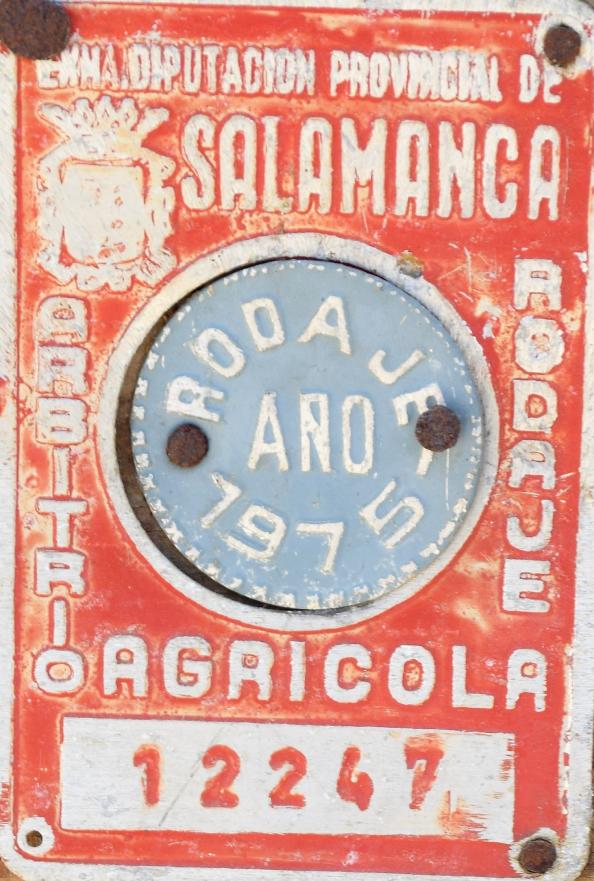 EXMA. DIPUTACION PROVINCIAL DE
SALAMANCA
ARBITRIO
RODAJE
RODAJE
AÑO
1975
AGRICOLA
12247